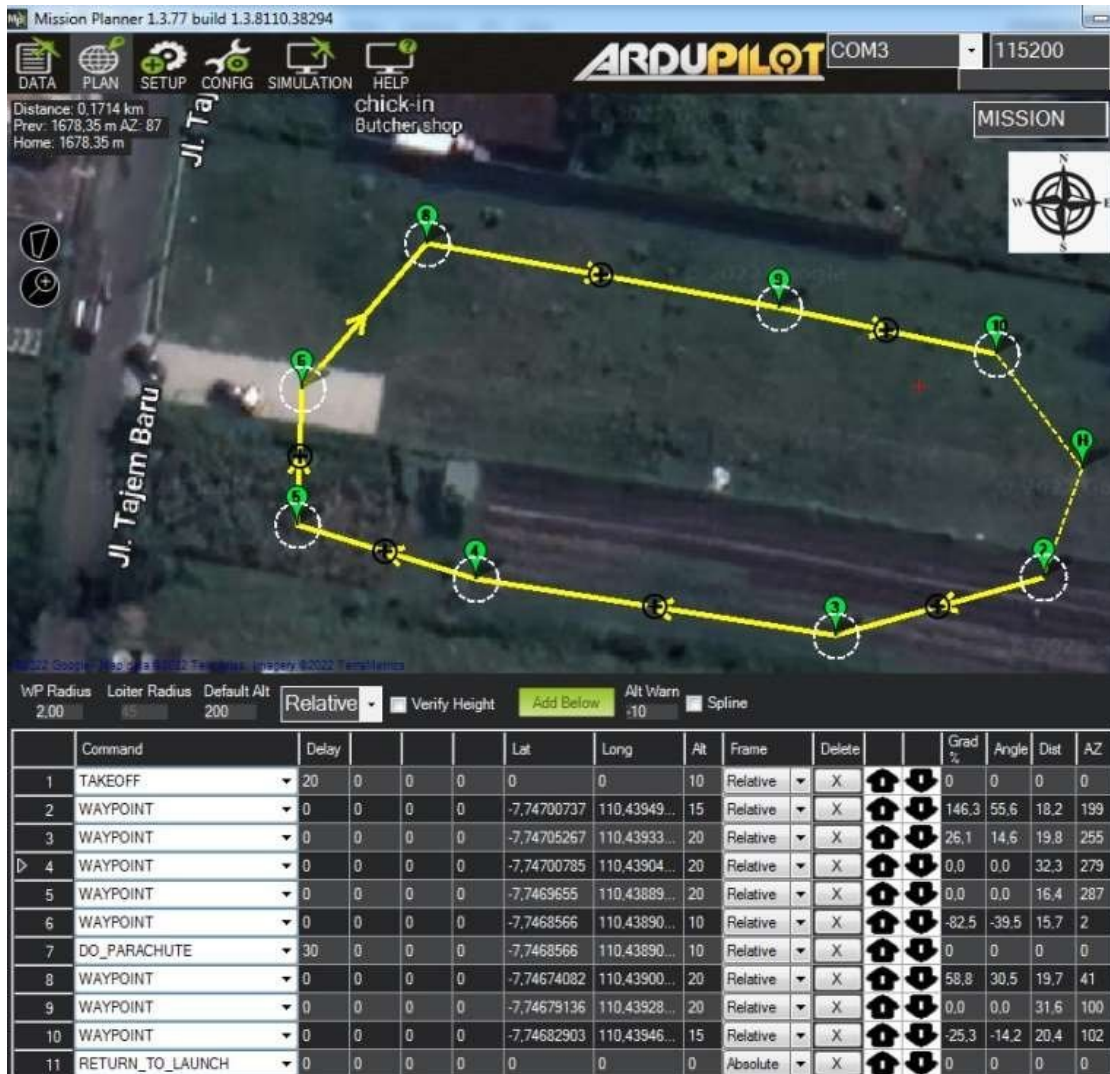 Mission Planner 1.3.77 build 1.3.8110.38294
DATA PLAN SETUP CONFIG SIMULATION HELP
ARDUPILOT
COM3 115200
Distance: 0,1714 km
Prev: 1678,35 m AZ: 87
Home: 1678,35 m
MISSION
chick-in
Butcher shop
Jl. Taj
N
W E
S
8
9
10
6
H
Jl. Tajem Baru
5
4
2
3
WP Radius Loiter Radius Default Alt Alt Warn
2,00 45 200 Relative Verify Height Add Below -10 Spline
Command Delay Lat Long Alt Frame Delete Grad % Angle Dist AZ
1 TAKEOFF 20 0 0 0 0 0 10 Relative X 0 0 0 0
2 WAYPOINT 0 0 0 0 -7,74700737 110,43949... 15 Relative X 146,3 55,6 18,2 199
3 WAYPOINT 0 0 0 0 -7,74705267 110,43933... 20 Relative X 26,1 14,6 19,8 255
4 WAYPOINT 0 0 0 0 -7,74700785 110,43904... 20 Relative X 0,0 0,0 32,3 279
5 WAYPOINT 0 0 0 0 -7,7469655 110,43889... 20 Relative X 0,0 0,0 16,4 287
6 WAYPOINT 0 0 0 0 -7,7468566 110,43890... 10 Relative X -82,5 -39,5 15,7 2
7 DO_PARACHUTE 30 0 0 0 -7,7468566 110,43890... 10 Relative X 0 0 0 0
8 WAYPOINT 0 0 0 0 -7,74674082 110,43900... 20 Relative X 58,8 30,5 19,7 41
9 WAYPOINT 0 0 0 0 -7,74679136 110,43928... 20 Relative X 0,0 0,0 31,6 100
10 WAYPOINT 0 0 0 0 -7,74682903 110,43946... 15 Relative X -25,3 -14,2 20,4 102
11 RETURN_TO_LAUNCH 0 0 0 0 0 0 0 Absolute X 0 0 0 0